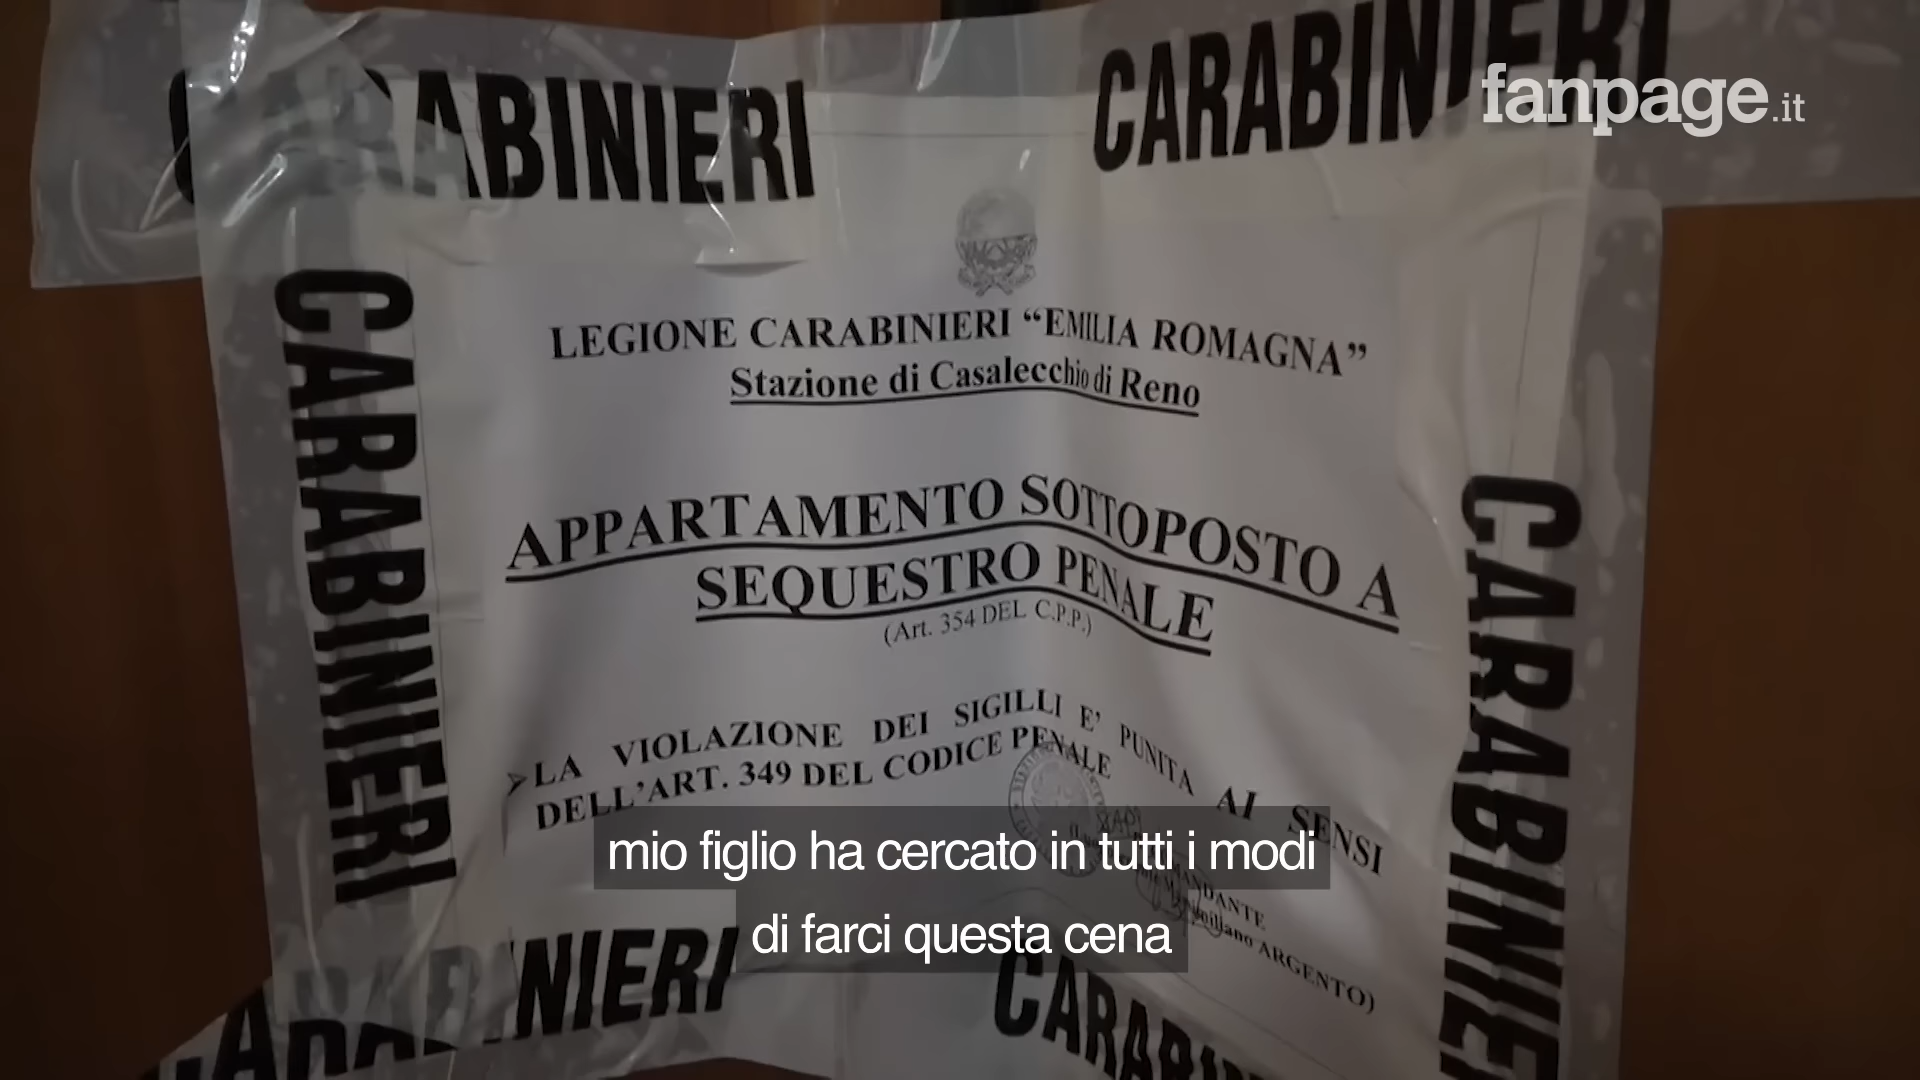 CARABINIERI
CARABINIERI
fanpage.it
CARABINIERI
LEGIONE CARABINIERI “EMILIA ROMAGNA”
Stazione di Casalecchio di Reno
APPARTAMENTO SOTTOPOSTO A
SEQUESTRO PENALE
(Art. 354 DEL C.P.P.)
➢LA VIOLAZIONE DEI SIGILLI E’ PUNITA AI SENSI
DELL’ART. 349 DEL CODICE PENALE
CARABINIERI
mio figlio ha cercato in tutti i modi
di farci questa cena
ARGENTO)
CARABINIERI
CARABIN